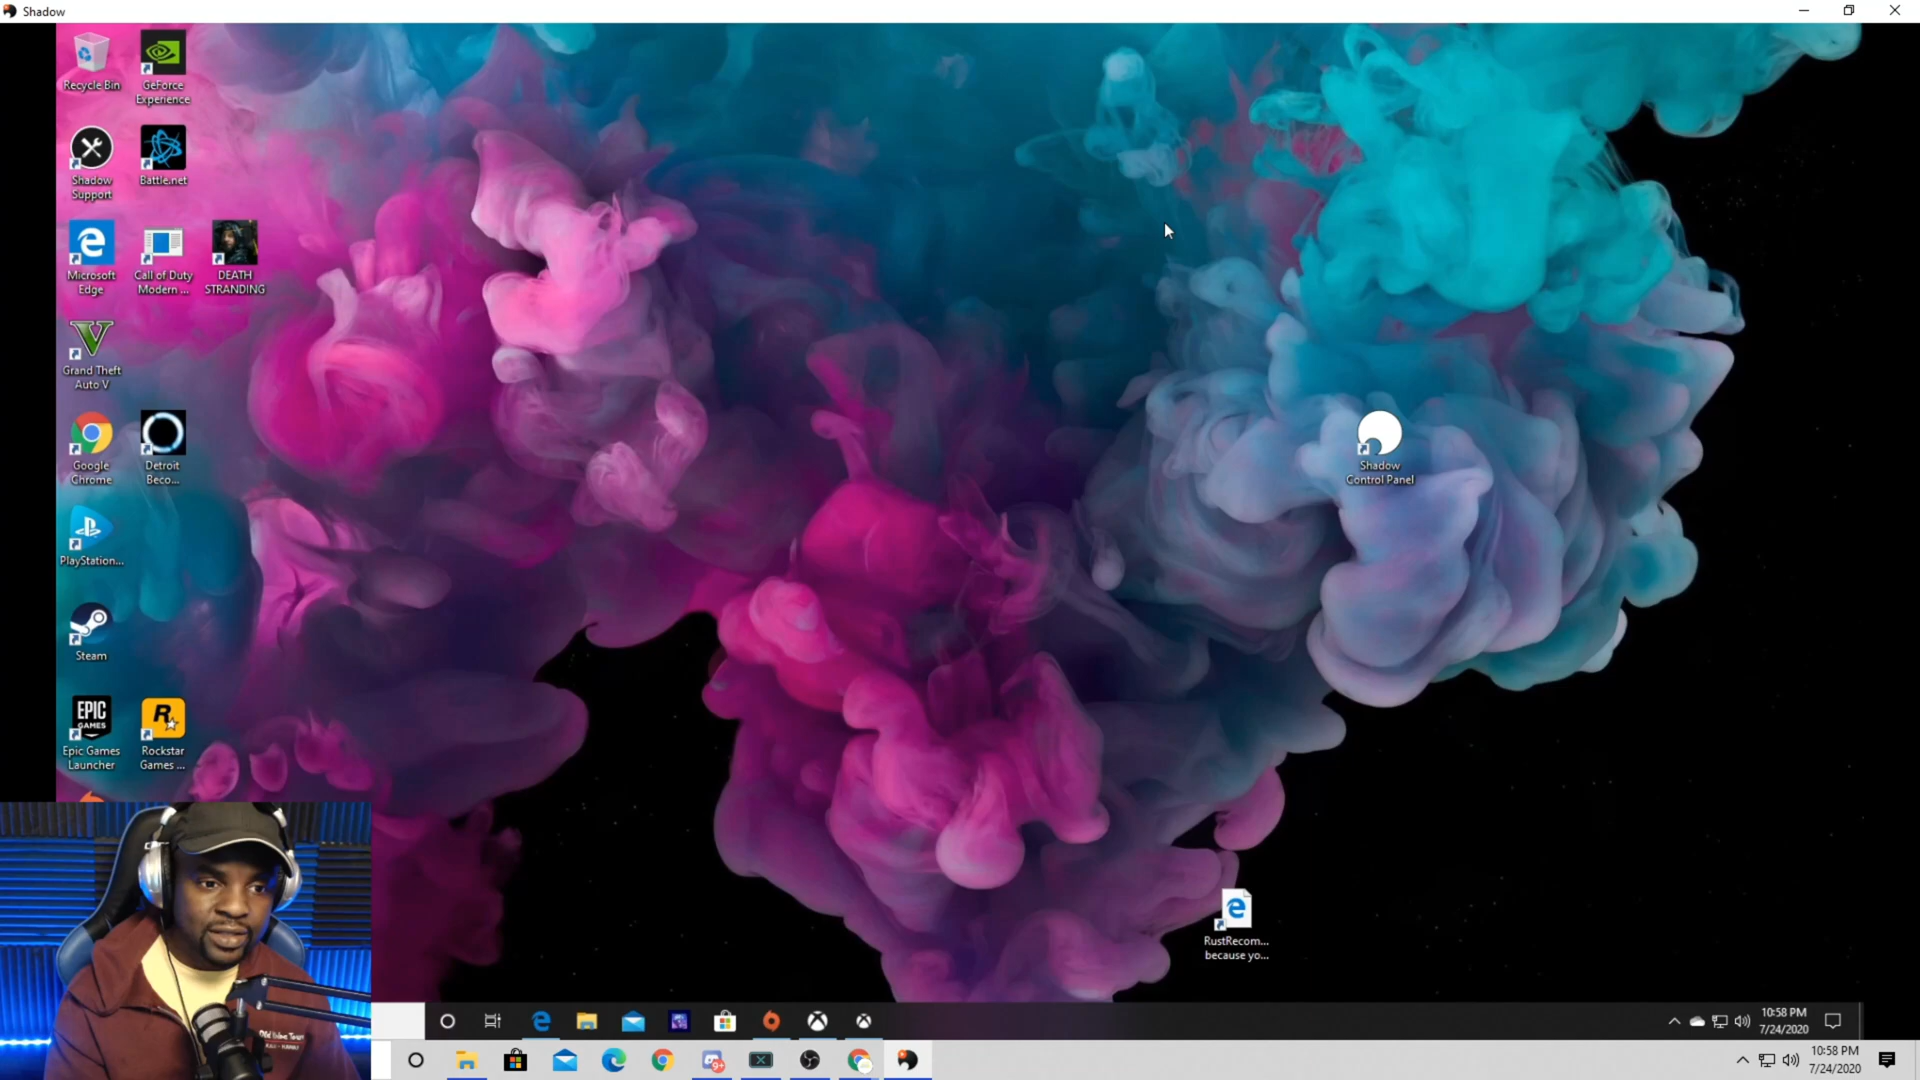 Shadow
Recycle Bin
GeForce
Experience
Shadow
Support
Battle.net
Microsoft
Edge
Call of Duty
Modern ...
DEATH
STRANDING
Grand Theft
Auto V
Google
Chrome
Detroit
Beco...
Shadow
Control Panel
PlayStation...
Steam
EPIC
GAMES
Epic Games
Launcher
R
Rockstar
Games ...
RustRecom...
because yo...
10:58 PM
7/24/2020
9+
10:58 PM
7/24/2020